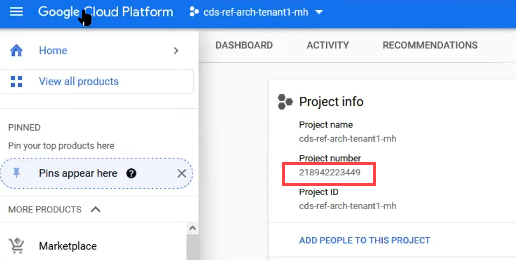 Google Cloud Platform
cds-ref-arch-tenant1-mh
Home
View all products
PINNED
Pin your top products here
Pins appear here
MORE PRODUCTS
Marketplace
DASHBOARD ACTIVITY RECOMMENDATIONS
Project info
Project name
cds-ref-arch-tenant1-mh
Project number
218942223449
Project ID
cds-ref-arch-tenant1-mh
ADD PEOPLE TO THIS PROJECT